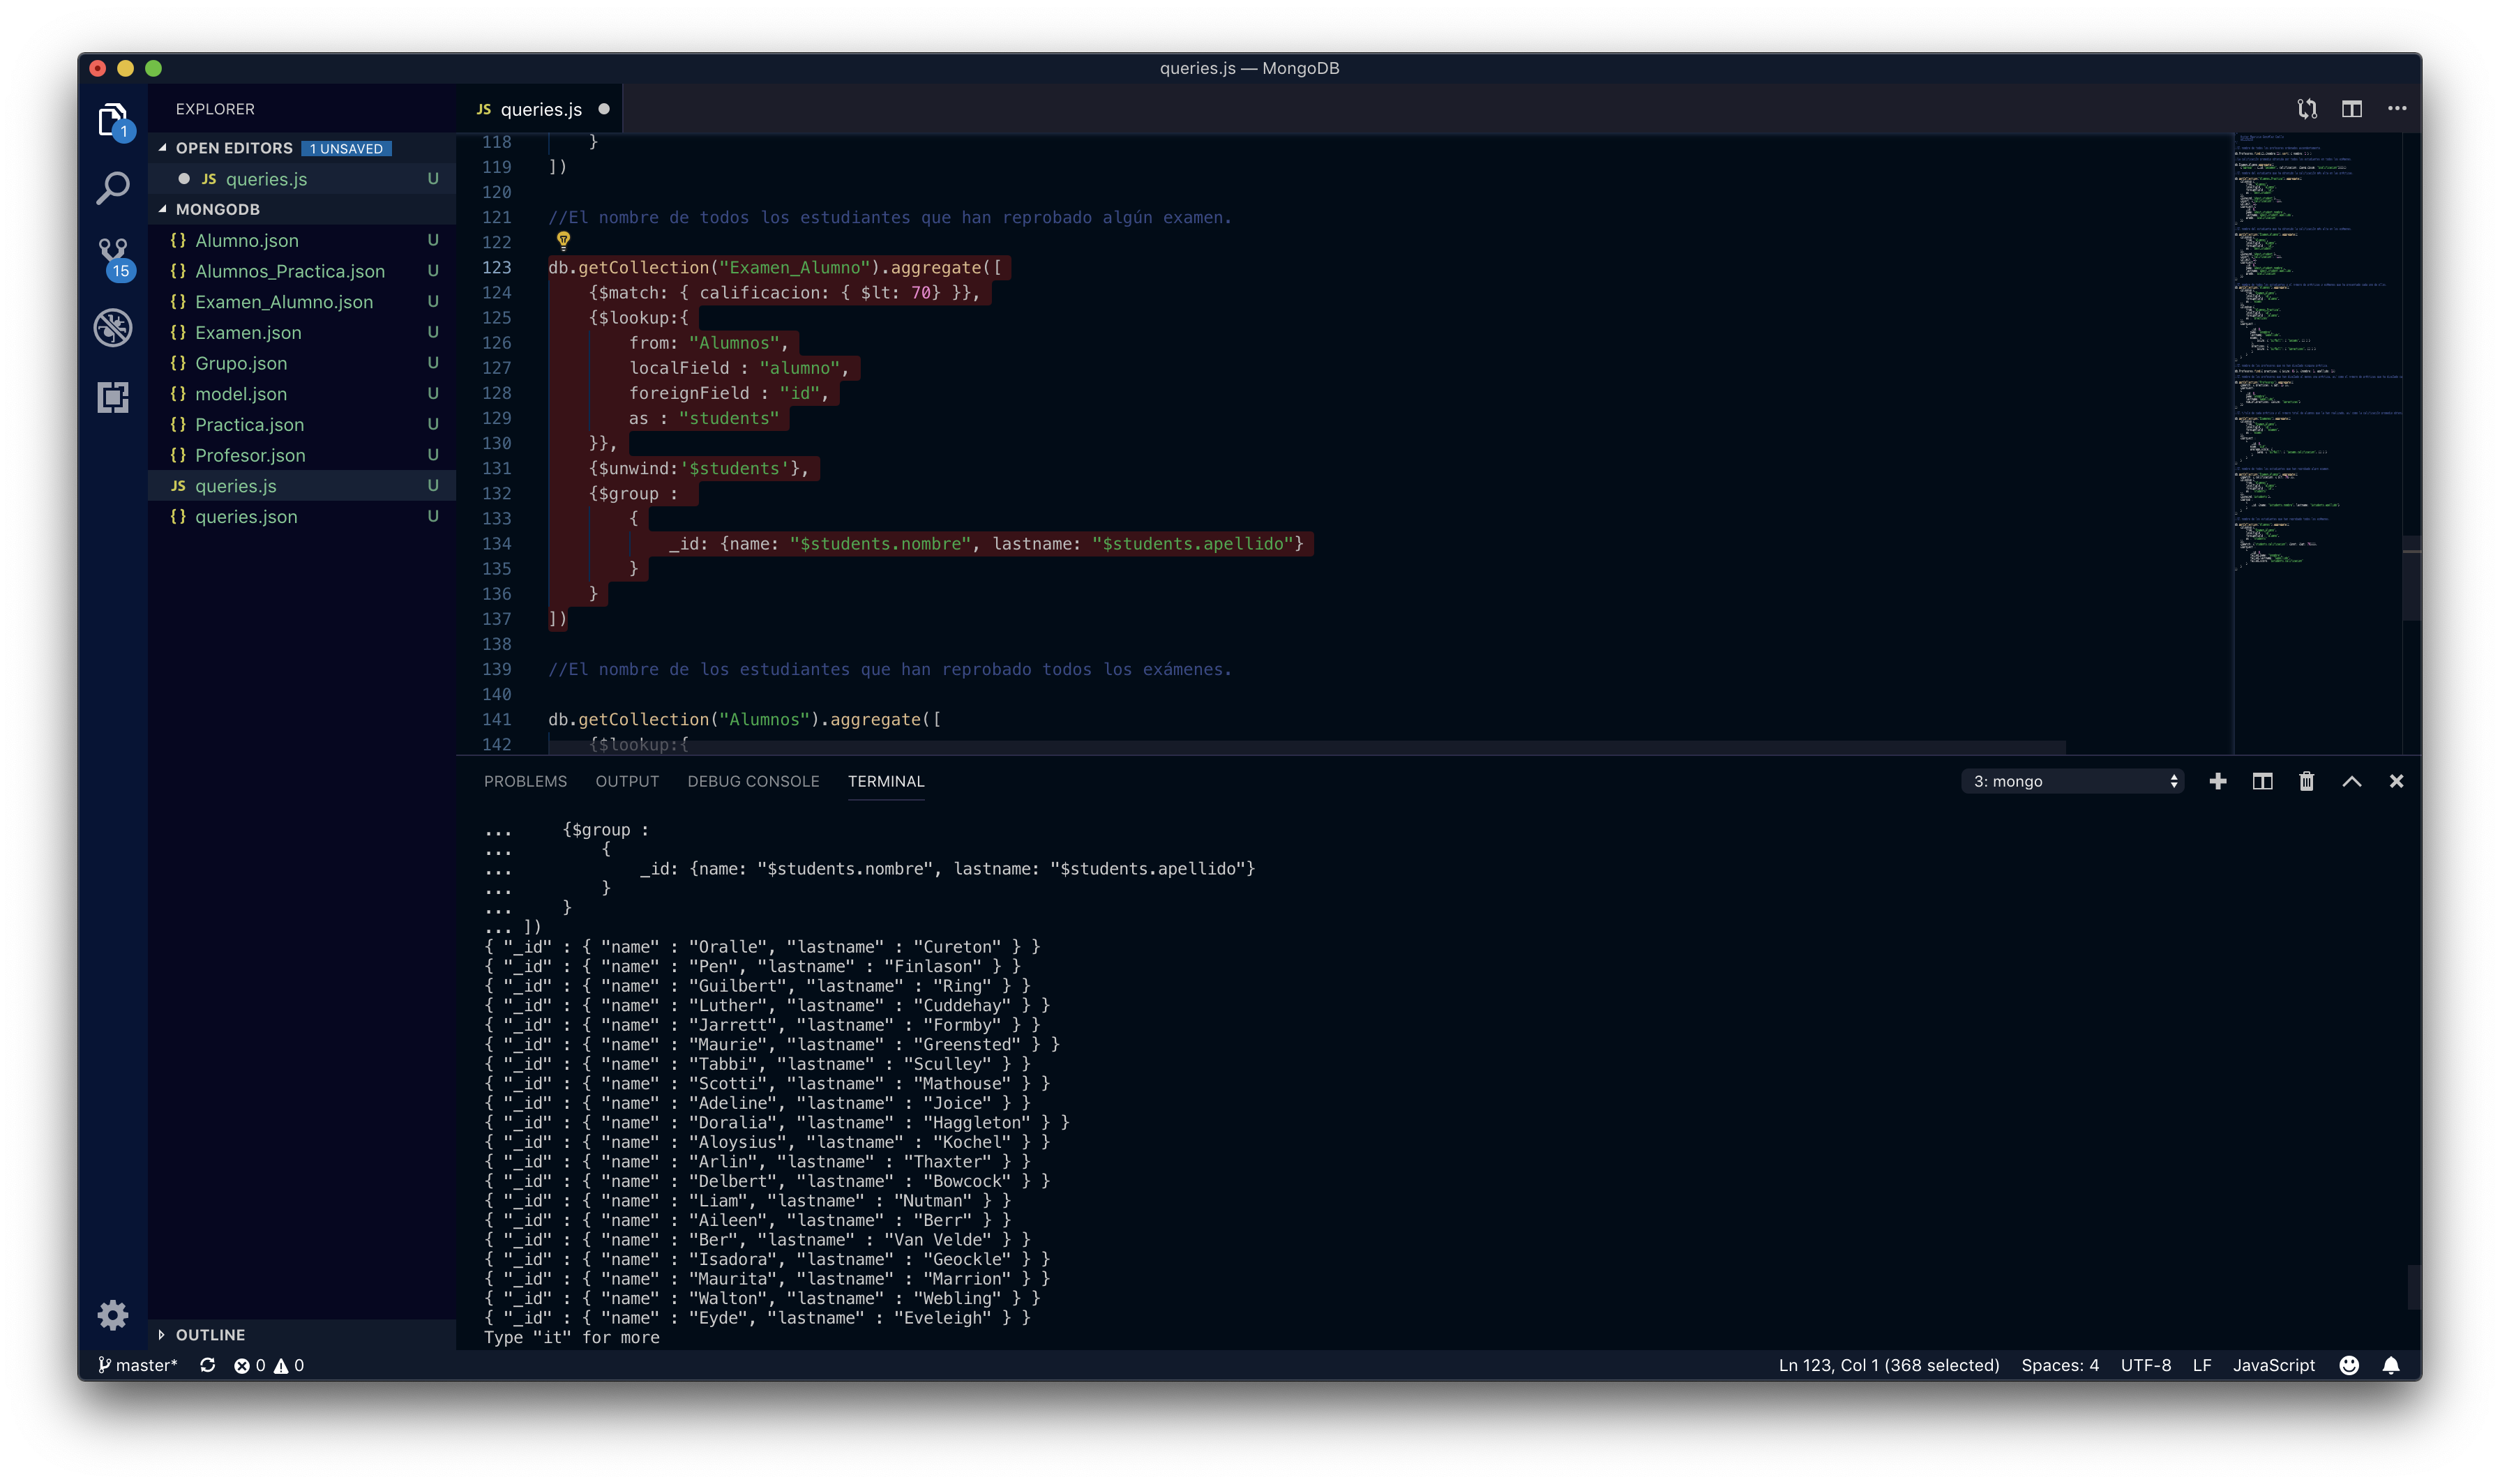 queries.js — MongoDB
EXPLORER
OPEN EDITORS 1 UNSAVED
JS queries.js U
MONGODB
{} Alumno.json U
{} Alumnos_Practica.json U
{} Examen_Alumno.json U
{} Examen.json U
{} Grupo.json U
{} model.json U
{} Practica.json U
{} Profesor.json U
JS queries.js U
{} queries.json U
OUTLINE
1
15
JS queries.js
118 }
119 ])
120
121 //El nombre de todos los estudiantes que han reprobado algún examen.
122
123 db.getCollection("Examen_Alumno").aggregate([
124 {$match: { calificacion: { $lt: 70} }},
125 {$lookup:{
126 from: "Alumnos",
127 localField : "alumno",
128 foreignField : "id",
129 as : "students"
130 }},
131 {$unwind:'$students'},
132 {$group :
133 {
134 _id: {name: "$students.nombre", lastname: "$students.apellido"}
135 }
136 }
137 ])
138
139 //El nombre de los estudiantes que han reprobado todos los exámenes.
140
141 db.getCollection("Alumnos").aggregate([
142 {$lookup:{
PROBLEMS OUTPUT DEBUG CONSOLE TERMINAL 3: mongo
... {$group :
... {
... _id: {name: "$students.nombre", lastname: "$students.apellido"}
... }
... }
... ])
{ "_id" : { "name" : "Oralle", "lastname" : "Cureton" } }
{ "_id" : { "name" : "Pen", "lastname" : "Finlason" } }
{ "_id" : { "name" : "Guilbert", "lastname" : "Ring" } }
{ "_id" : { "name" : "Luther", "lastname" : "Cuddehay" } }
{ "_id" : { "name" : "Jarrett", "lastname" : "Formby" } }
{ "_id" : { "name" : "Maurie", "lastname" : "Greensted" } }
{ "_id" : { "name" : "Tabbi", "lastname" : "Sculley" } }
{ "_id" : { "name" : "Scotti", "lastname" : "Mathouse" } }
{ "_id" : { "name" : "Adeline", "lastname" : "Joice" } }
{ "_id" : { "name" : "Doralia", "lastname" : "Haggleton" } }
{ "_id" : { "name" : "Aloysius", "lastname" : "Kochel" } }
{ "_id" : { "name" : "Arlin", "lastname" : "Thaxter" } }
{ "_id" : { "name" : "Delbert", "lastname" : "Bowcock" } }
{ "_id" : { "name" : "Liam", "lastname" : "Nutman" } }
{ "_id" : { "name" : "Aileen", "lastname" : "Berr" } }
{ "_id" : { "name" : "Ber", "lastname" : "Van Velde" } }
{ "_id" : { "name" : "Isadora", "lastname" : "Geockle" } }
{ "_id" : { "name" : "Maurita", "lastname" : "Marrion" } }
{ "_id" : { "name" : "Walton", "lastname" : "Webling" } }
{ "_id" : { "name" : "Eyde", "lastname" : "Eveleigh" } }
Type "it" for more
master* 0 0 Ln 123, Col 1 (368 selected) Spaces: 4 UTF-8 LF JavaScript